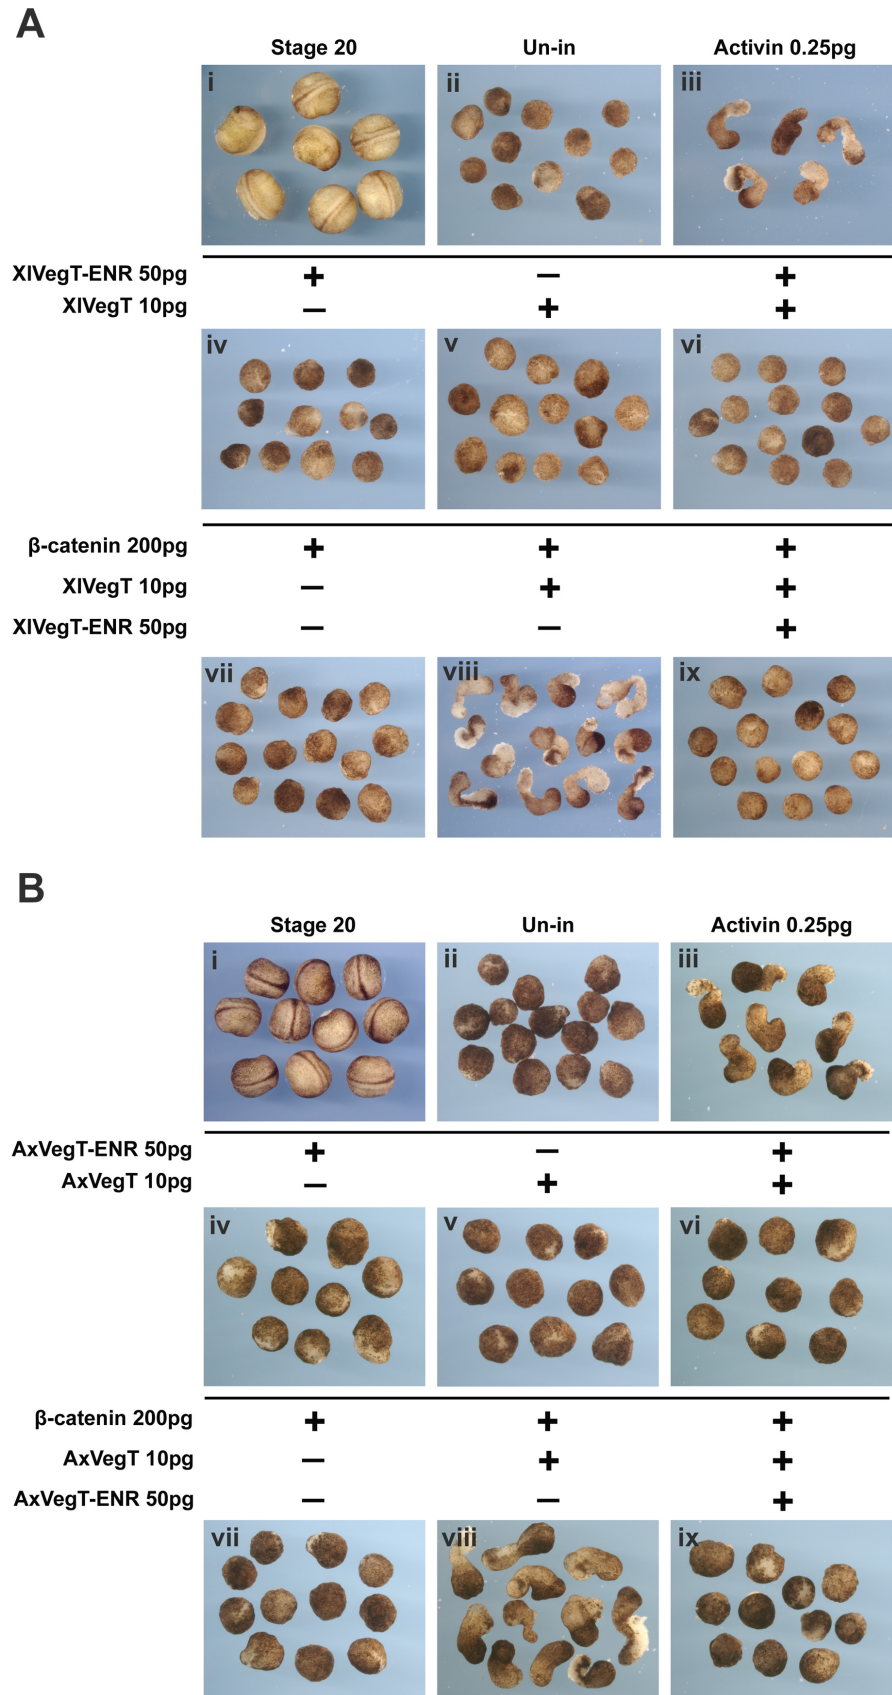 A
Stage 20 Un-in Activin 0.25pg
i ii iii
XlVegT-ENR 50pg + — +
XlVegT 10pg — + +
iv v vi
β-catenin 200pg + + +
XlVegT 10pg — + +
XlVegT-ENR 50pg — — +
vii viii ix
B
Stage 20 Un-in Activin 0.25pg
i ii iii
AxVegT-ENR 50pg + — +
AxVegT 10pg — + +
iv v vi
β-catenin 200pg + + +
AxVegT 10pg — + +
AxVegT-ENR 50pg — — +
vii viii ix